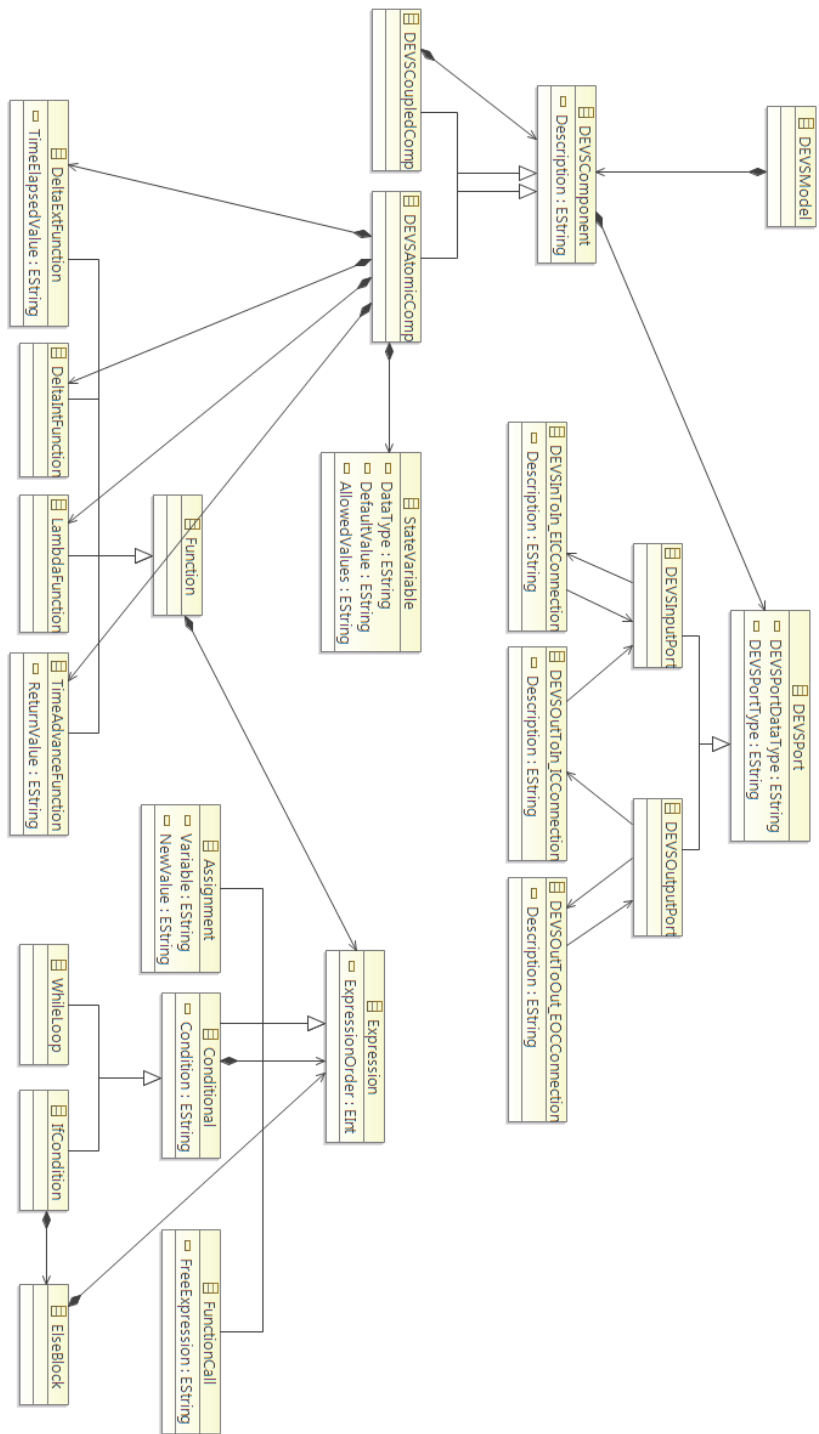 DEVSModel
DEVSComponent
Description : EString
DEVSCoupledComp
DEVSAtomicComp
DEVSPort
DEVSPortDataType : EString
DEVSPortType : EString
DEVSInputPort
DEVSOutputPort
DEVSInToIn_EICConnection
Description : EString
DEVSOutToIn_ICConnection
Description : EString
DEVSOutToOut_EOCConnection
Description : EString
StateVariable
DataType : EString
DefaultValue : EString
AllowedValues : EString
DeltaExtFunction
TimeElapsedValue : EString
DeltaIntFunction
LambdaFunction
TimeAdvanceFunction
ReturnValue : EString
Function
Expression
ExpressionOrder : EInt
Assignment
Variable : EString
NewValue : EString
Conditional
Condition : EString
FunctionCall
FreeExpression : EString
WhileLoop
IfCondition
ElseBlock